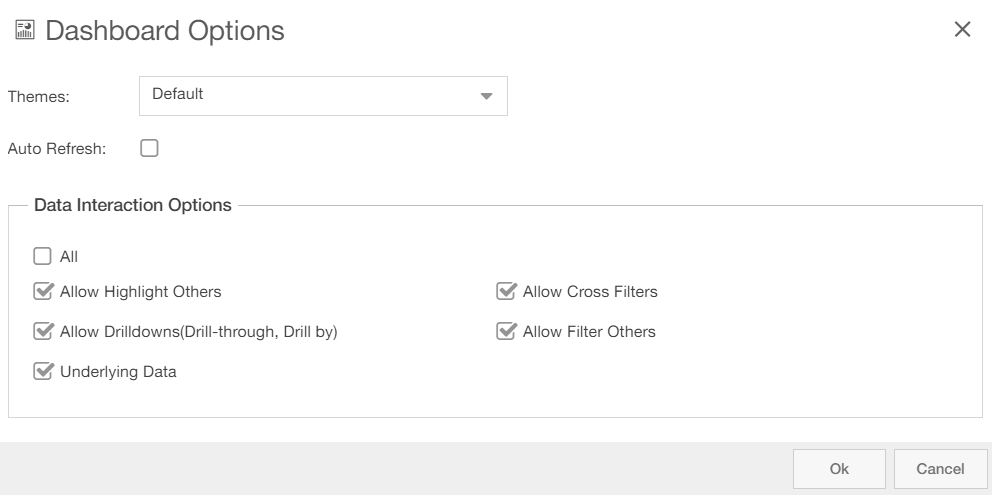 Dashboard Options
Themes:
Default
Auto Refresh:
Data Interaction Options
All
Allow Highlight Others
Allow Cross Filters
Allow Drilldowns(Drill-through, Drill by)
Allow Filter Others
Underlying Data
Ok
Cancel